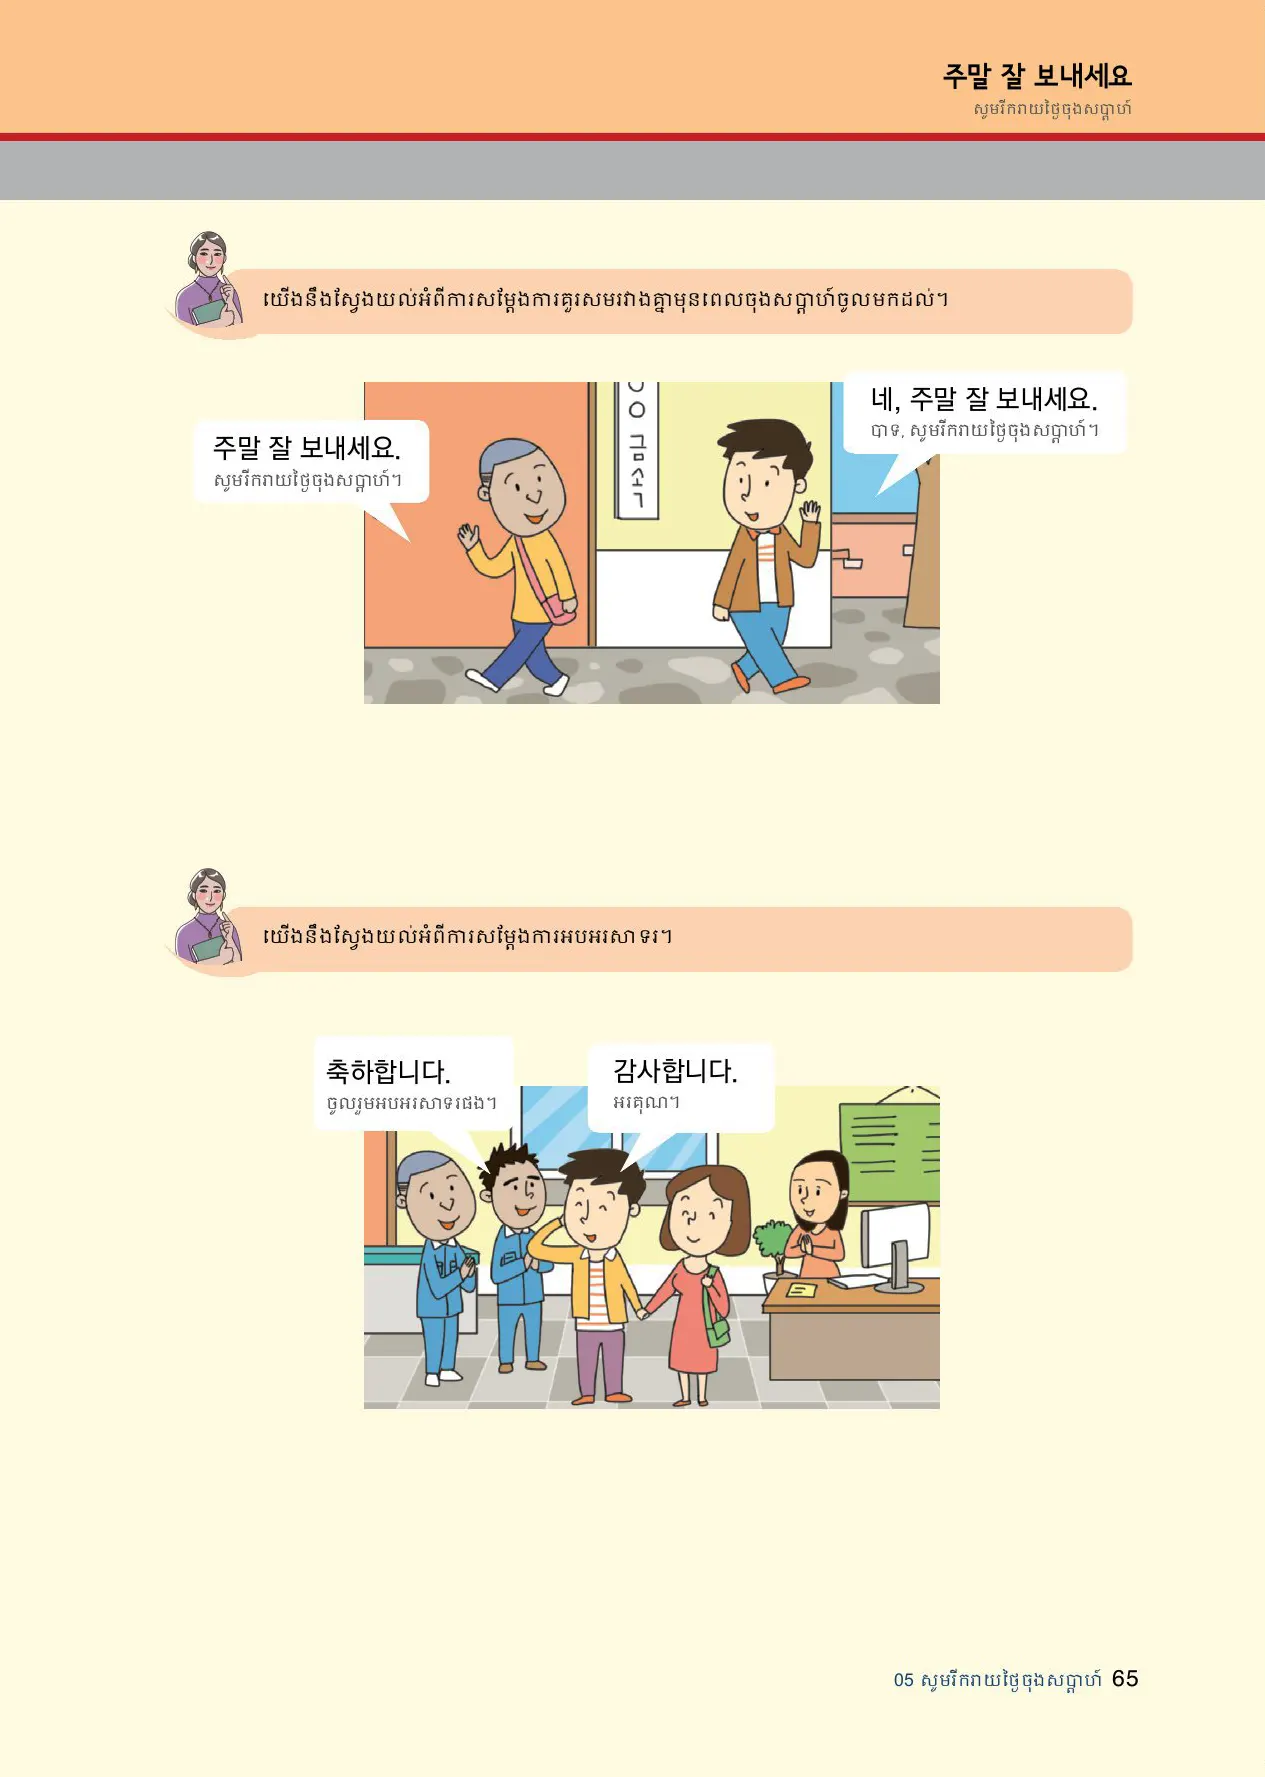 주말 잘 보내세요
សូមរីករាយថ្ងៃចុងសប្តាហ៍
យើងនឹងស្វែងយល់អំពីការសម្តែងការគួរសមរវាងគ្នាមុនពេលចុងសប្តាហ៍ចូលមកដល់។
네, 주말 잘 보내세요.
បាទ, សូមរីករាយថ្ងៃចុងសប្តាហ៍។
주말 잘 보내세요.
សូមរីករាយថ្ងៃចុងសប្តាហ៍។
금
소
យើងនឹងស្វែងយល់អំពីការសម្តែងការអបអរសាទរ។
축하합니다.
ចូលរួមអបអរសាទរផង។
감사합니다.
អរគុណ។
05 សូមរីករាយថ្ងៃចុងសប្តាហ៍ 65